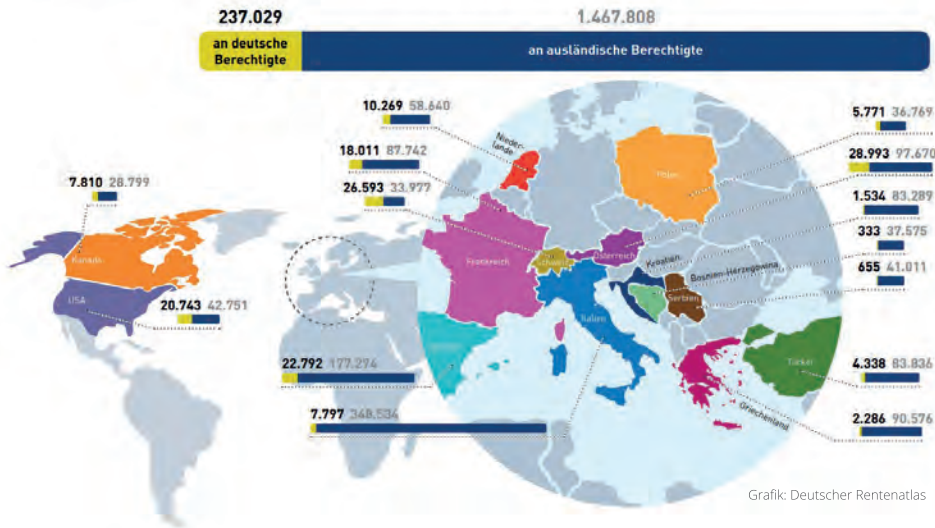 237.029 1.467.808
an deutsche
Berechtigte
an ausländische Berechtigte
10.269 58.640
Nieder-
lande
18.011 87.742
26.593 33.977
7.810 28.799
Kanada
USA
20.743 42.751
22.792 177.274
7.797 348.534
Frankreich
Schweiz
Österreich
Polen
Italien
Kroatien
Bosnien-Herzegowina
Serbien
Türkei
Griechenland
5.771 36.769
28.993 97.670
1.534 83.289
333 37.575
655 41.011
4.338 83.836
2.286 90.576
Grafik: Deutscher Rentenatlas